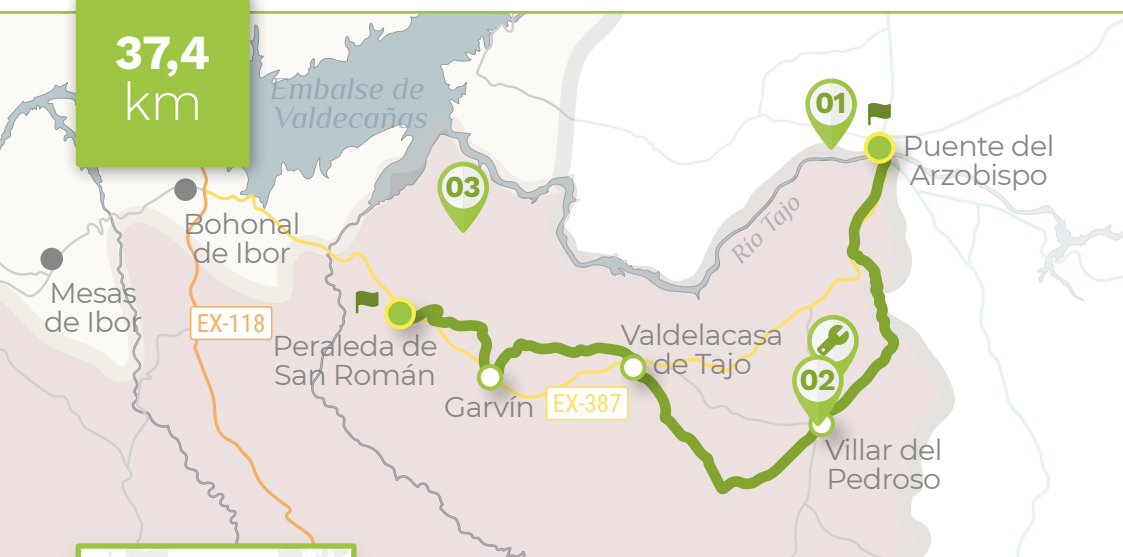 37,4
km
Embalse de
Valdecañas
01
Puente del
Arzobispo
03
Río Tajo
Bohonal
de Ibor
Mesas
de Ibor
EX-118
Peraleda de
San Román
Valdelacasa
de Tajo
02
Garvín
EX-387
Villar del
Pedroso